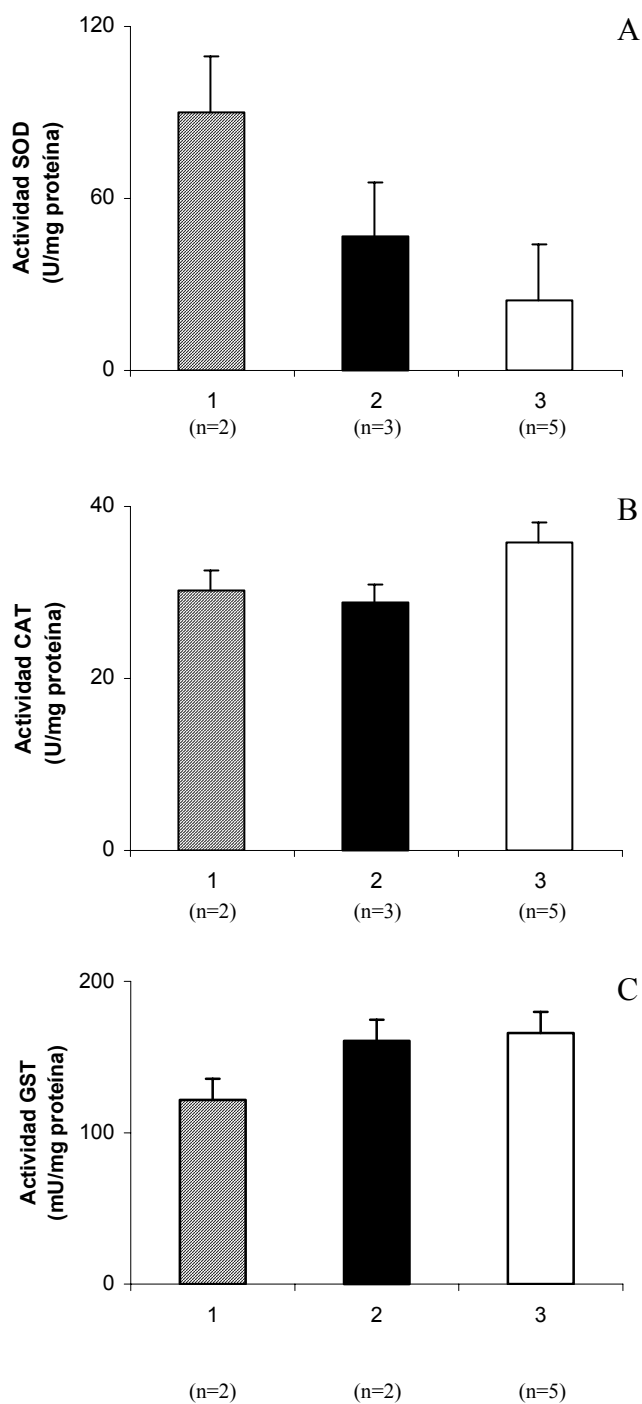 A
Actividad SOD
(U/mg proteína)
120
60
0
1 2 3
(n=2) (n=3) (n=5)
B
Actividad CAT
(U/mg proteína)
40
20
0
1 2 3
(n=2) (n=3) (n=5)
C
Actividad GST
(mU/mg proteína)
200
100
0
1 2 3
(n=2) (n=2) (n=5)